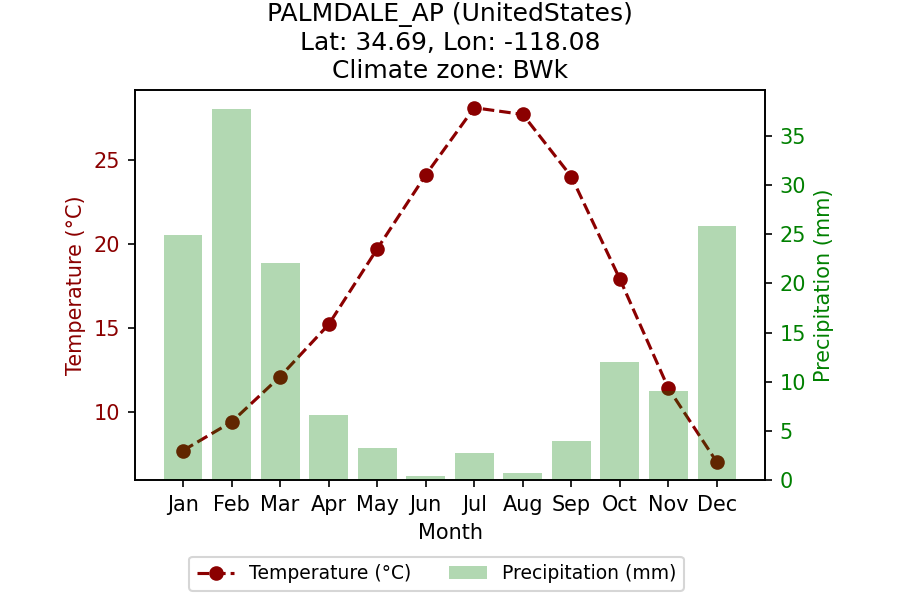 PALMDALE_AP (UnitedStates)
Lat: 34.69, Lon: -118.08
Climate zone: BWk
Temperature (°C)
25
20
15
10
35
30
25
20
15
10
5
0
Precipitation (mm)
Jan Feb Mar Apr May Jun Jul Aug Sep Oct Nov Dec
Month
Temperature (°C) Precipitation (mm)